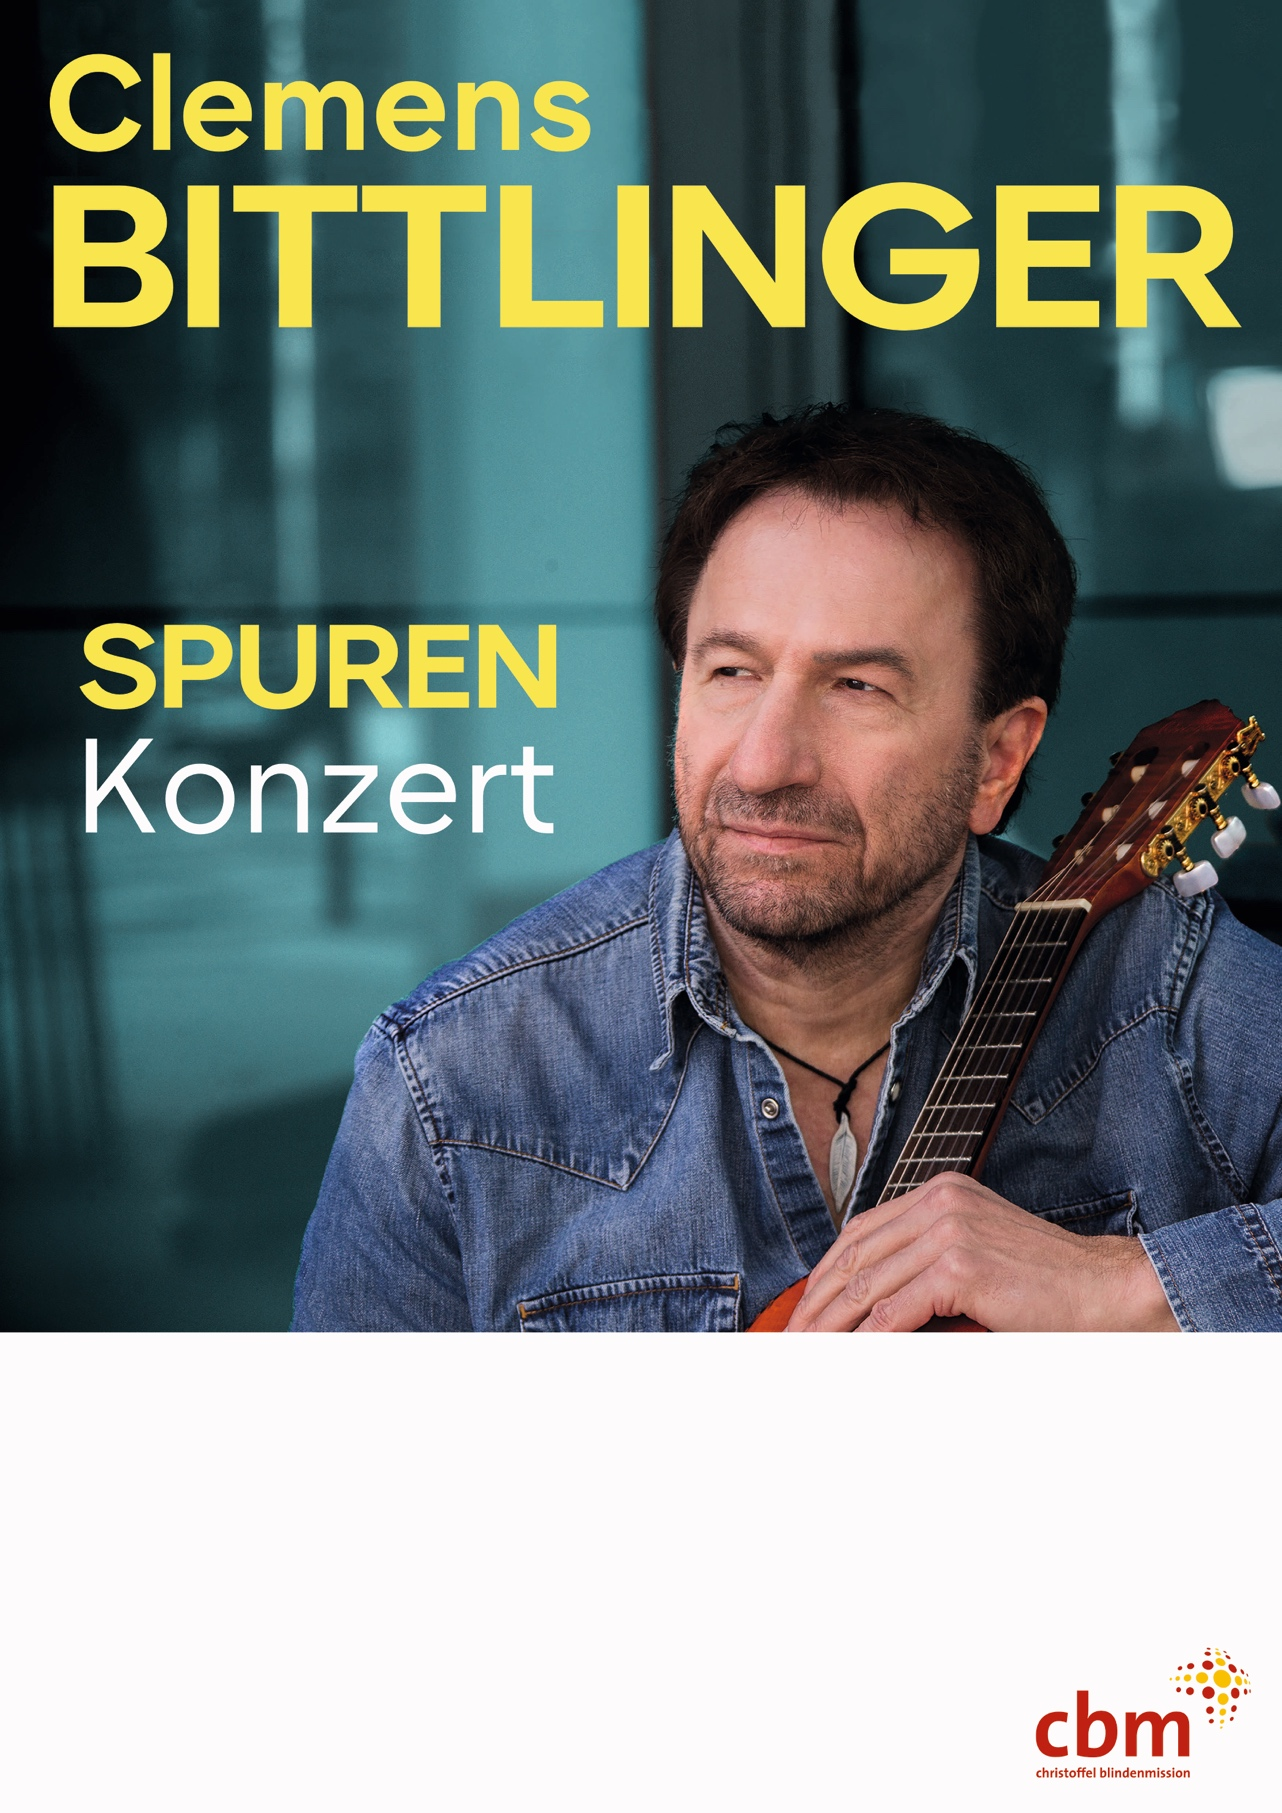 Clemens
BITTLINGER
SPUREN
Konzert
cbm
christoffel blindenmission